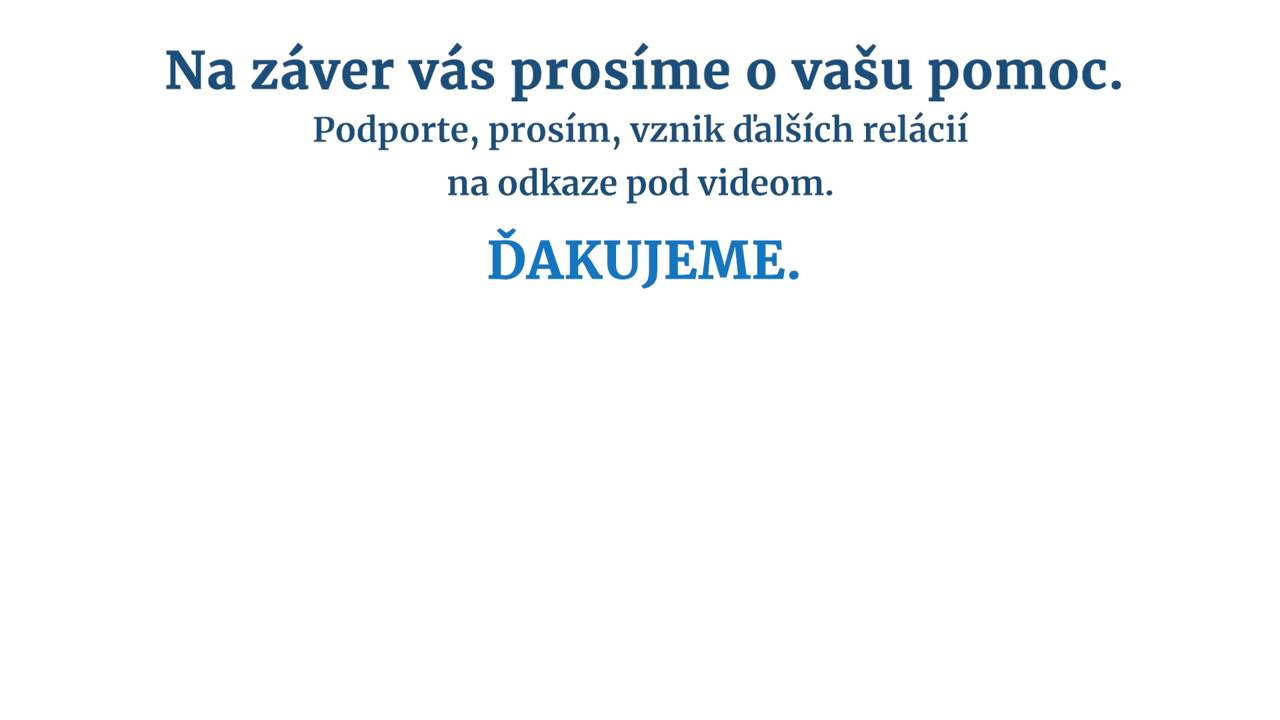 Na záver vás prosíme o vašu pomoc.
Podporte, prosím, vznik ďalších relácií
na odkaze pod videom.
ĎAKUJEME.